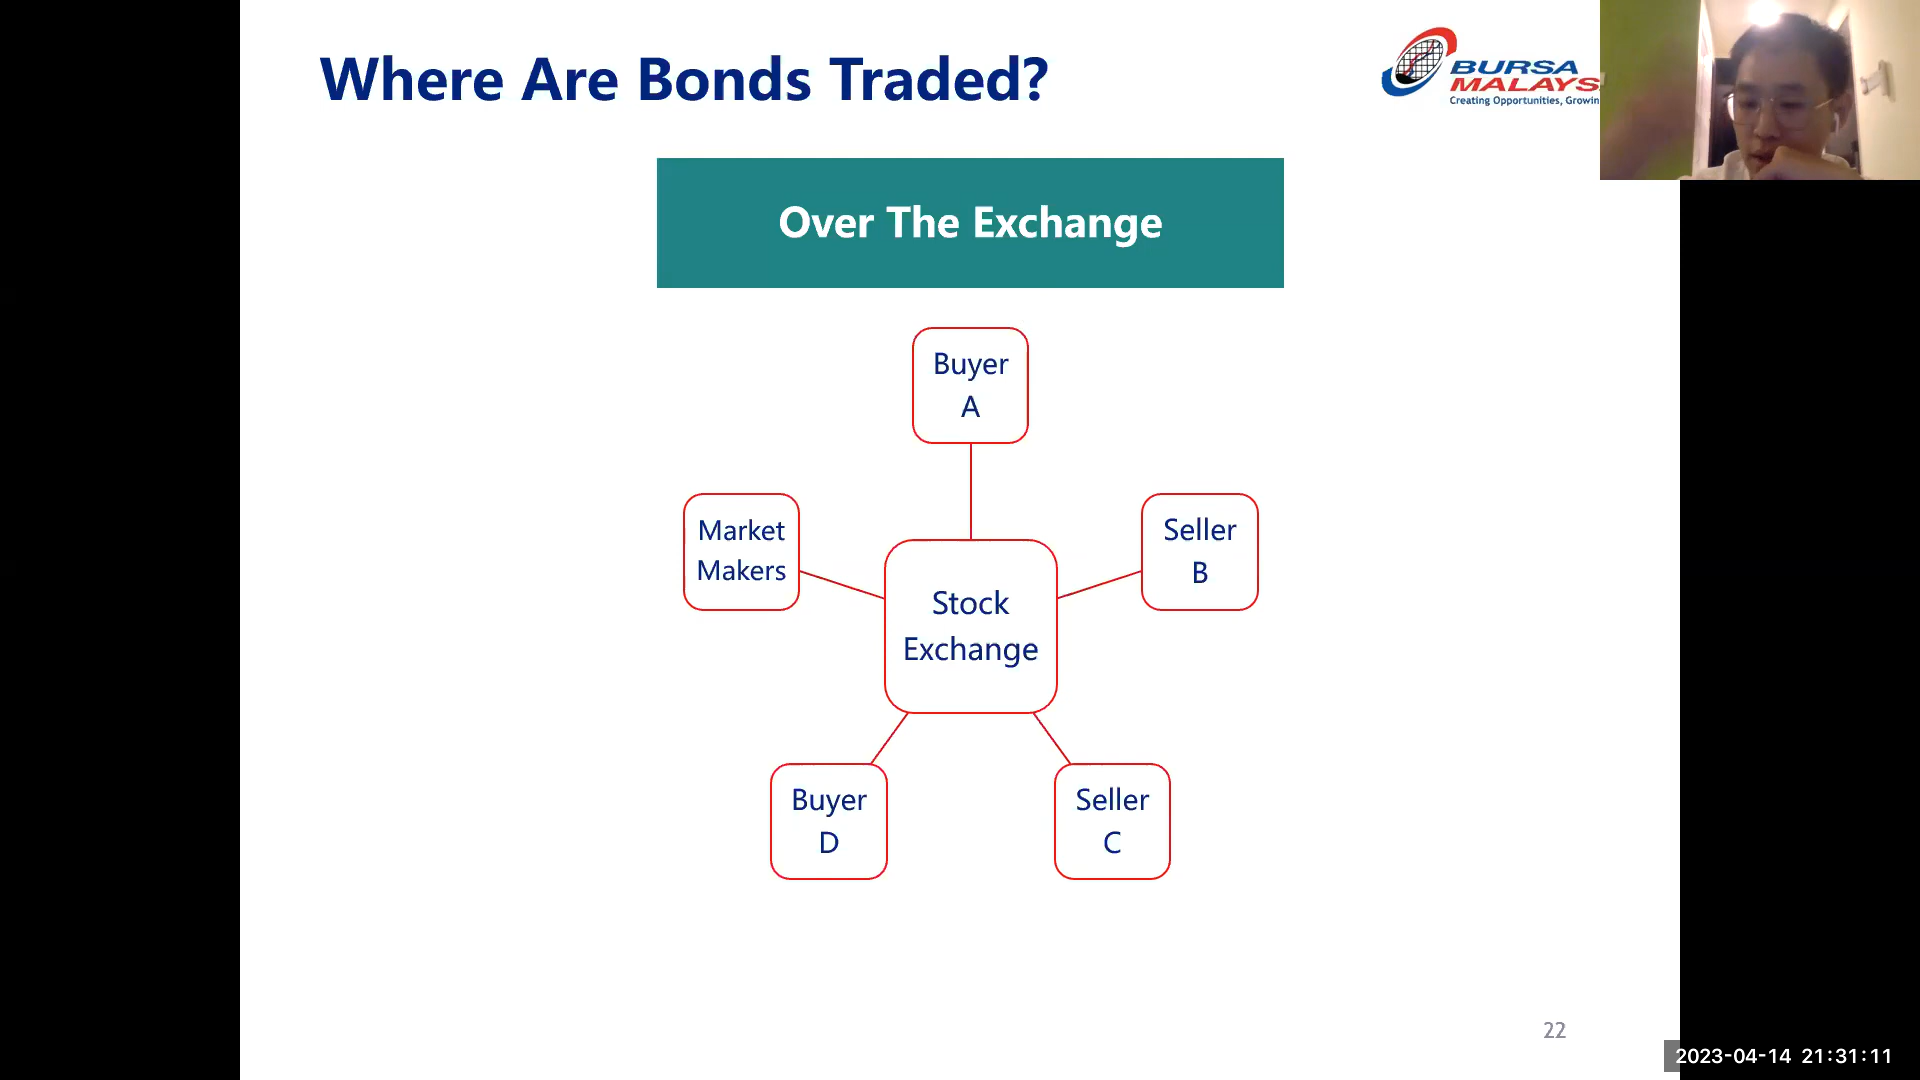 Where Are Bonds Traded?
BURSA
MALAYS
Creating Opportunities, Growin
Over The Exchange
Buyer
A
Market
Makers
Seller
B
Stock
Exchange
Buyer
D
Seller
C
22
2023-04-14 21:31:11